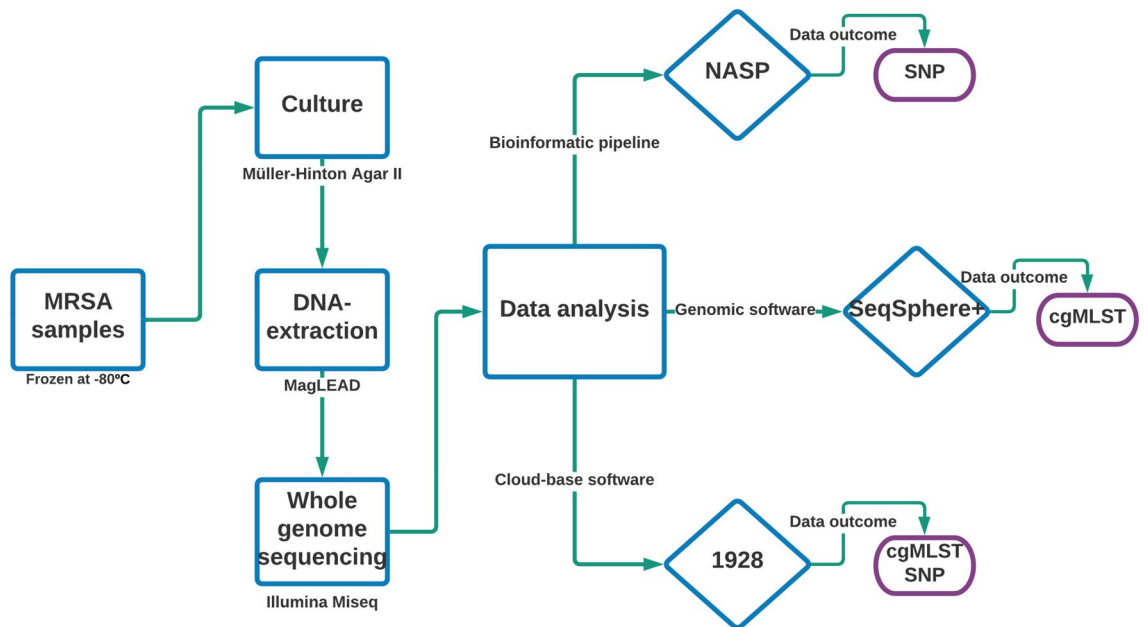 MRSA
samples
Frozen at -80ºC
Culture
Müller-Hinton Agar II
DNA-
extraction
MagLEAD
Whole
genome
sequencing
Illumina Miseq
Data analysis
Bioinformatic pipeline
NASP
Data outcome
SNP
Genomic software
SeqSphere+
Data outcome
cgMLST
Cloud-base software
1928
Data outcome
cgMLST
SNP